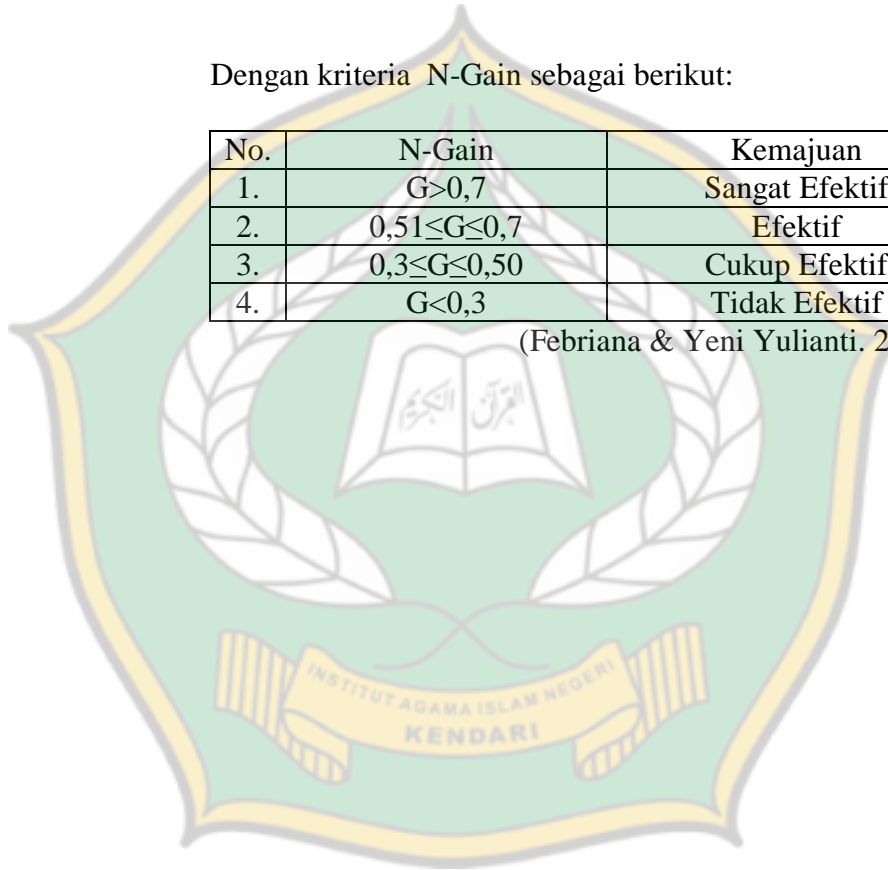 Dengan kriteria N-Gain sebagai berikut:
No. N-Gain Kemajuan
1. G>0,7 Sangat Efektif
2. 0,51≤G≤0,7 Efektif
3. 0,3≤G≤0,50 Cukup Efektif
4. G<0,3 Tidak Efektif
(Febriana & Yeni Yulianti. 2
القرآن الكريم
INSTITUT AGAMA ISLAM NEGERI
KENDARI